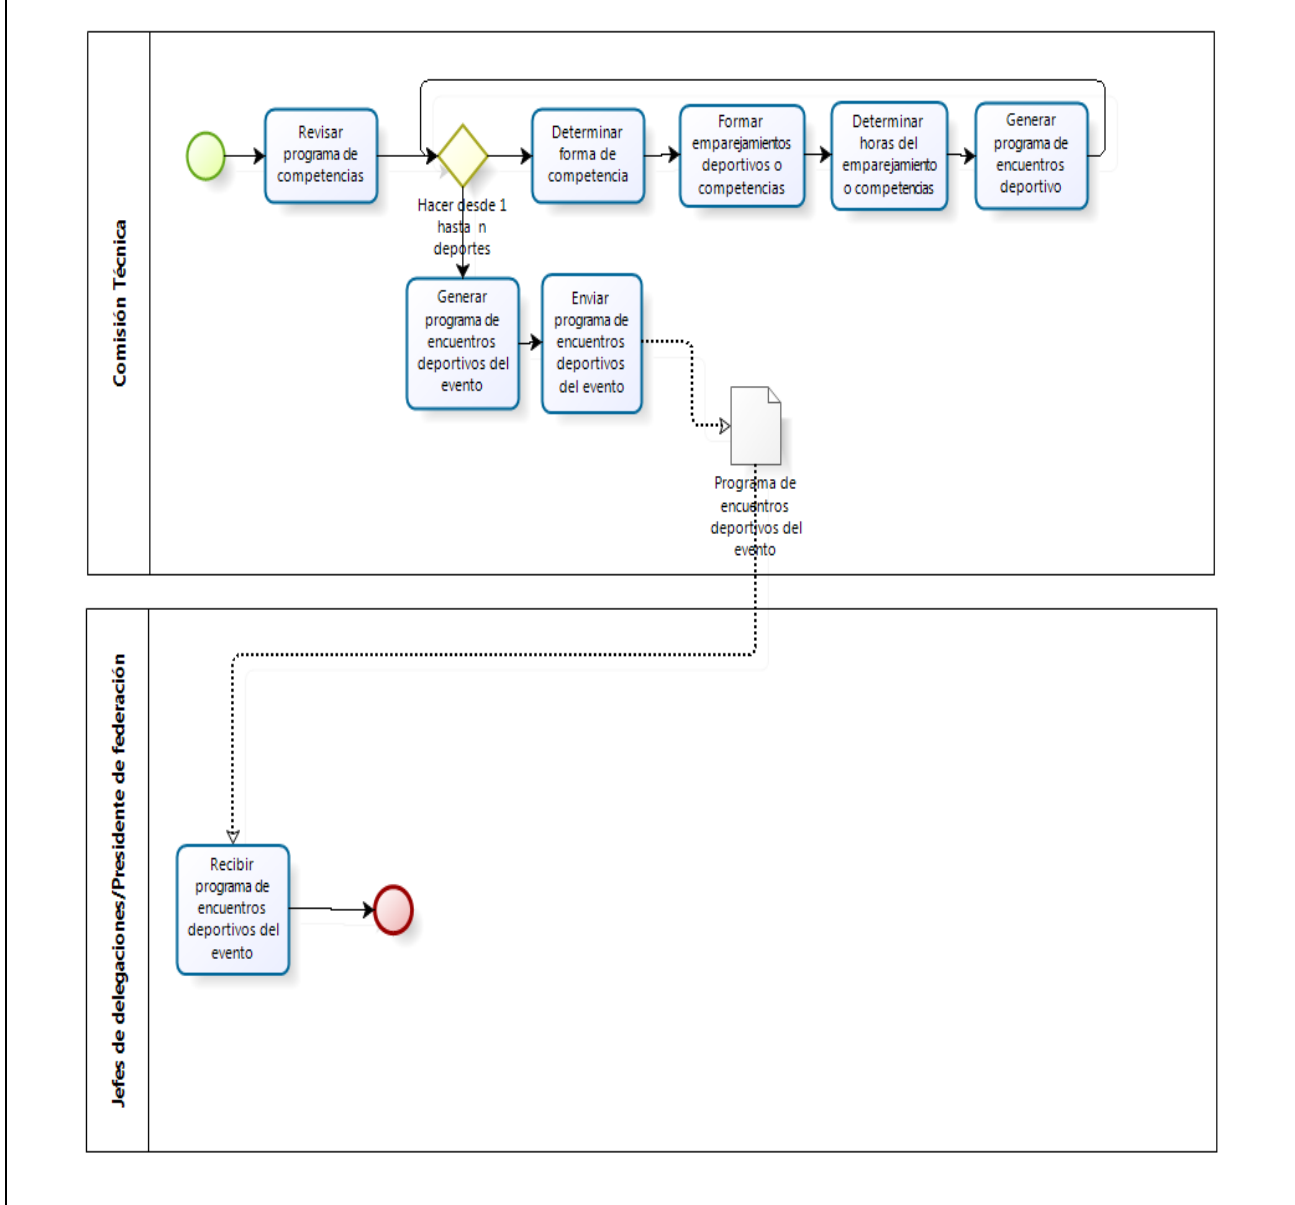 Comisión Técnica
Revisar
programa de
competencias
Hacer desde 1
hasta n
deportes
Determinar
forma de
competencia
Formar
emparejamientos
deportivos o
competencias
Determinar
horas del
emparejamiento
o competencias
Generar
programa de
encuentros
deportivo
Generar
programa de
encuentros
deportivos del
evento
Enviar
programa de
encuentros
deportivos
del evento
Programa de
encuentros
deportivos del
evento
Jefes de delegaciones/Presidente de federación
Recibir
programa de
encuentros
deportivos del
evento